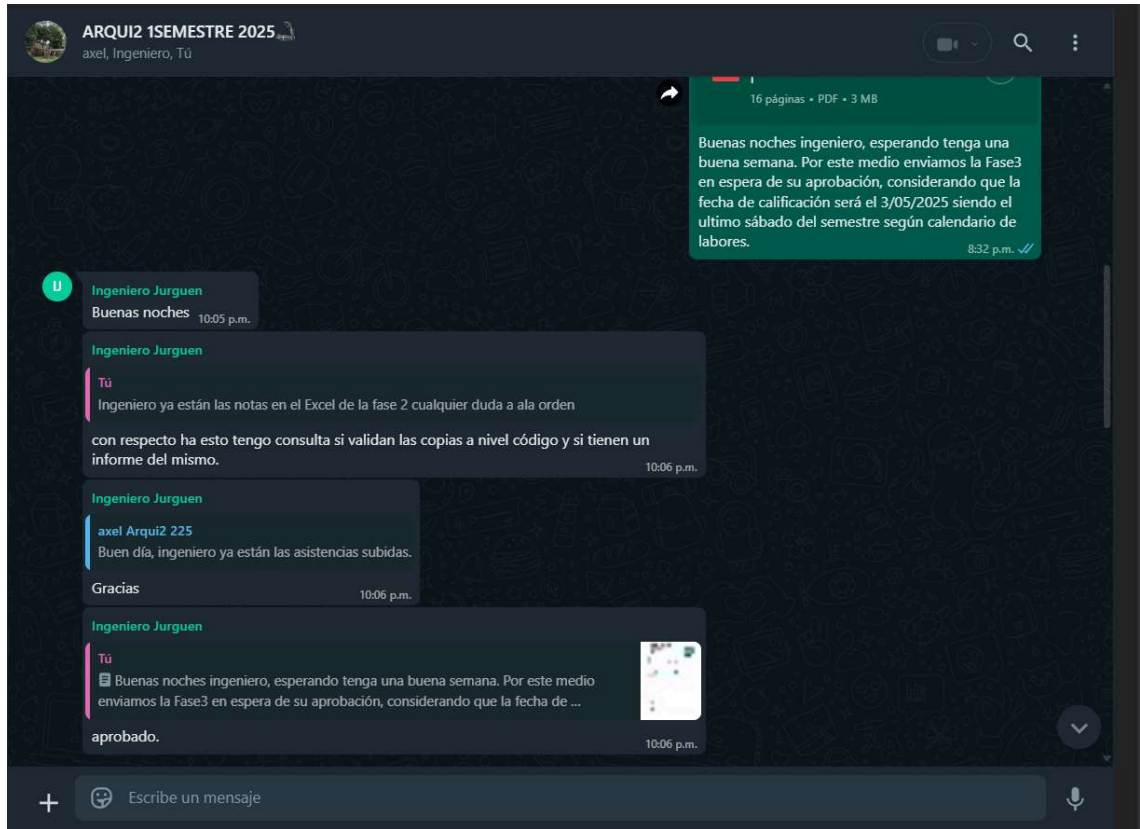 ARQUI2 1SEMESTRE 2025
axel, Ingeniero, Tú
16 páginas • PDF • 3 MB
Buenas noches ingeniero, esperando tenga una
buena semana. Por este medio enviamos la Fase3
en espera de su aprobación, considerando que la
fecha de calificación será el 3/05/2025 siendo el
ultimo sábado del semestre según calendario de
labores.
8:32 p.m.
IJ
Ingeniero Jurguen
Buenas noches 10:05 p.m.
Ingeniero Jurguen
Tú
Ingeniero ya están las notas en el Excel de la fase 2 cualquier duda a ala orden
con respecto ha esto tengo consulta si validan las copias a nivel código y si tienen un
informe del mismo.
10:06 p.m.
Ingeniero Jurguen
axel Arqui2 225
Buen día, ingeniero ya están las asistencias subidas.
Gracias
10:06 p.m.
Ingeniero Jurguen
Tú
Buenas noches ingeniero, esperando tenga una buena semana. Por este medio
enviamos la Fase3 en espera de su aprobación, considerando que la fecha de ...
aprobado.
10:06 p.m.
Escribe un mensaje